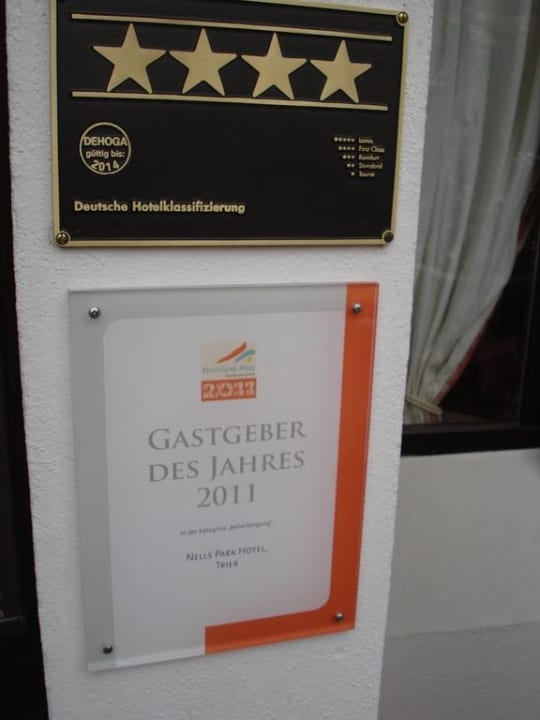 DEHOGA
gültig bis:
2014
***** Luxus
**** First Class
*** Komfort
** Standard
* Tourist
Deutsche Hotelklassifizierung
Rheinland-Pfalz
2011
GASTGEBER
DES JAHRES
2011
in der Kategorie „Beherbergung"
NELLS PARK HOTEL,
TRIER